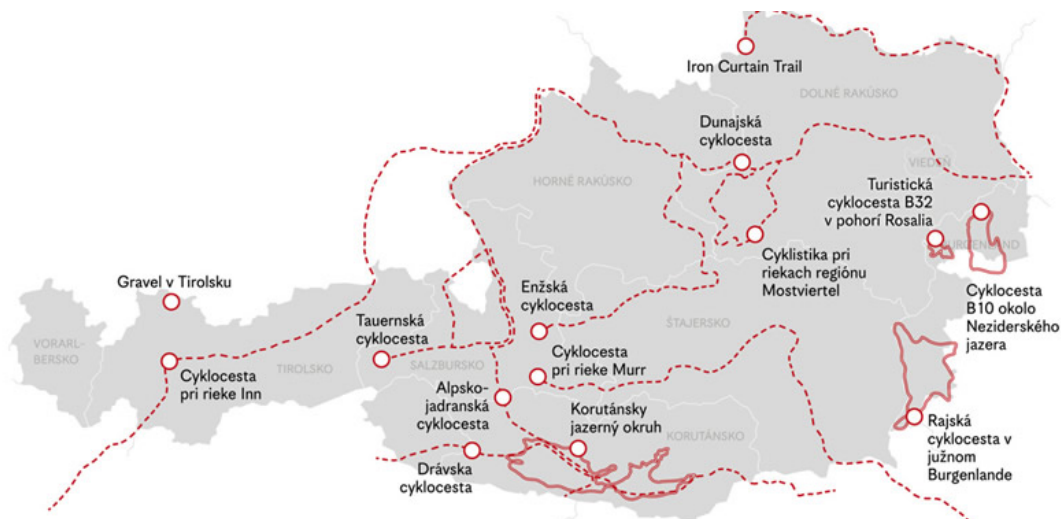 Iron Curtain Trail
DOLNÉ RAKÚSKO
Dunajská
cyklocesta
VIEDEŇ
HORNÉ RAKÚSKO
Turistická
cyklocesta B32
v pohorí Rosalia
BURGENLAND
Cyklistika pri
riekach regiónu
Mostviertel
Gravel v Tirolsku
Enžská
cyklocesta
Cyklocesta
B10 okolo
Neziderského
jazera
Tauernská
cyklocesta
ŠTAJERSKO
VORARL-
BERSKO
Cyklocesta
pri rieke Inn
TIROLSKO
SALZBURSKO
Cyklocesta
pri rieke Murr
Alpsko-
jadranská
cyklocesta
Korutánsky
jazerný okruh
KORUTÁNSKO
Rajská
cyklocesta v
južnom
Burgenlande
Drávska
cyklocesta